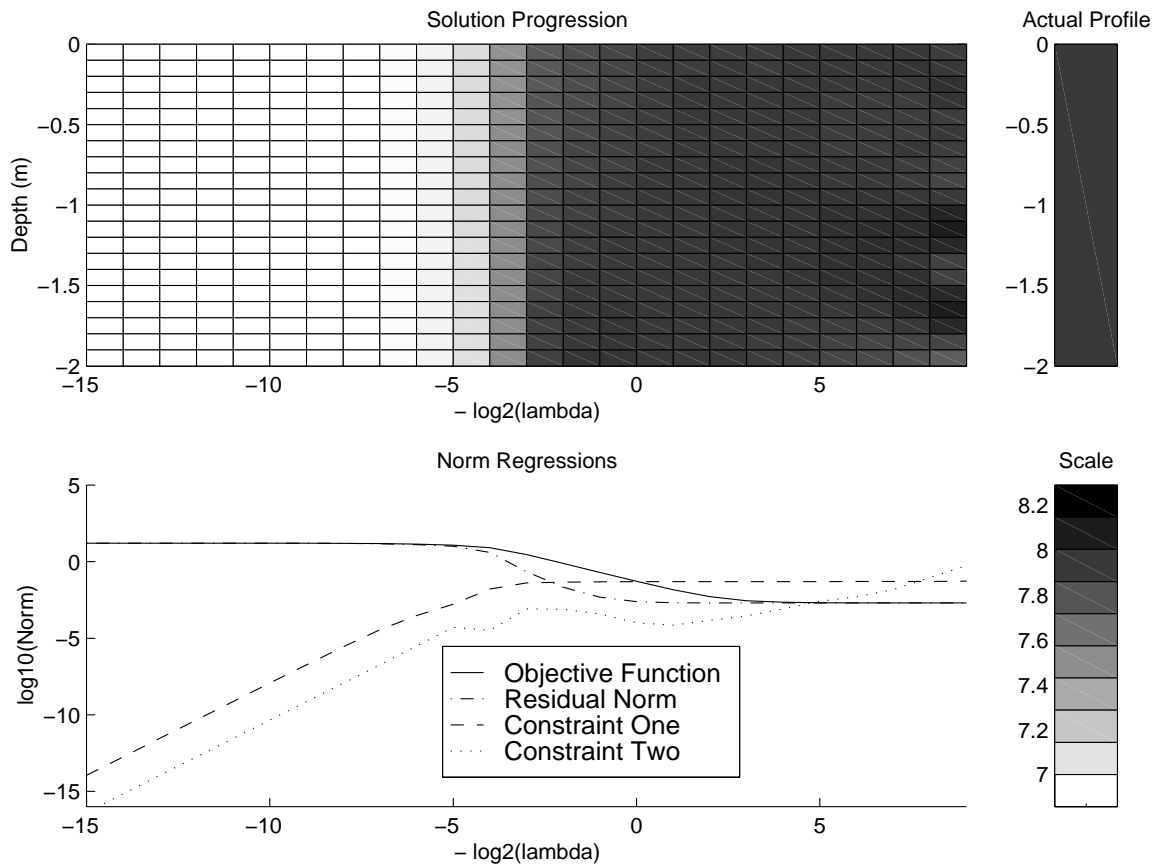 Solution Progression
Actual Profile
0
−0.5
−1
−1.5
−2
Depth (m)
−15
−10
−5
0
5
− log2(lambda)
0
−0.5
−1
−1.5
−2
Norm Regressions
Scale
5
0
−5
−10
−15
log10(Norm)
Objective Function
Residual Norm
Constraint One
Constraint Two
−15
−10
−5
0
5
− log2(lambda)
8.2
8
7.8
7.6
7.4
7.2
7